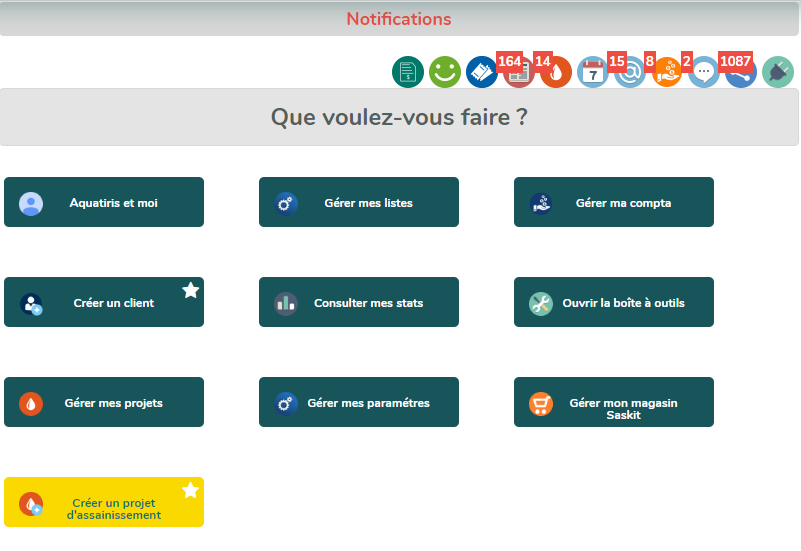 Notifications
164 14 15 8 2 1087
7
Que voulez-vous faire ?
Aquatiris et moi
Gérer mes listes
Gérer ma compta
Créer un client
Consulter mes stats
Ouvrir la boîte à outils
Gérer mes projets
Gérer mes paramétres
Gérer mon magasin
Saskit
Créer un projet
d'assainissement